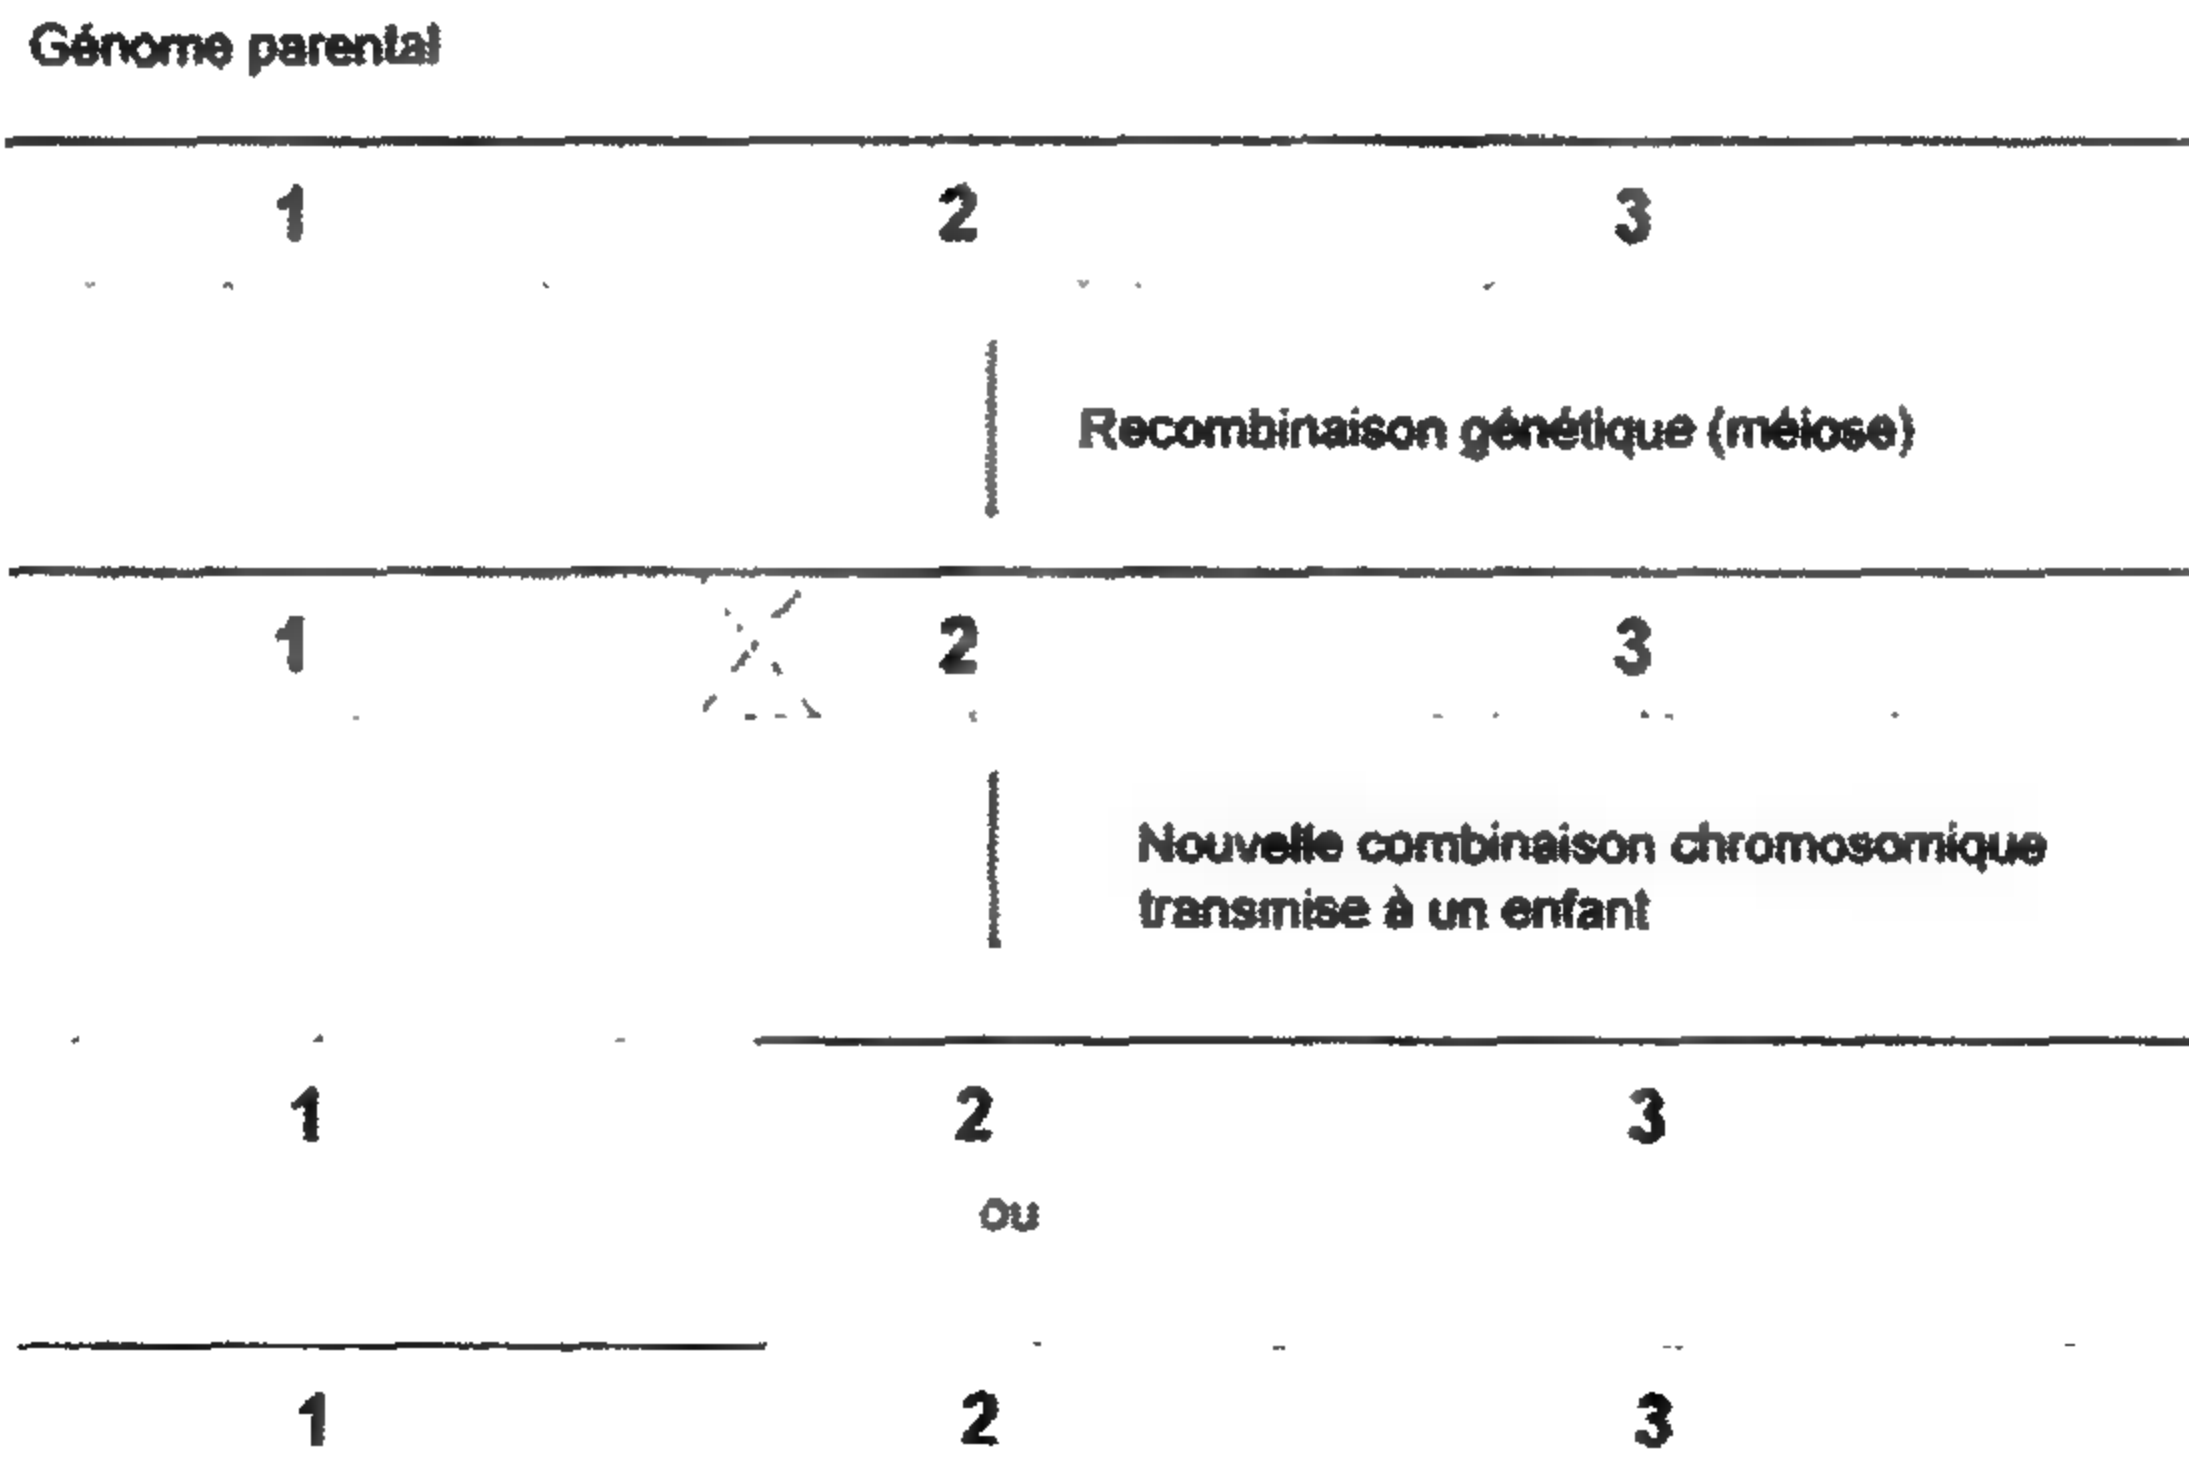 Génome parental
1 2 3
Recombinaison génétique (méiose)
1 2 3
Nouvelle combinaison chromosomique
transmise à un enfant
1 2 3
ou
1 2 3